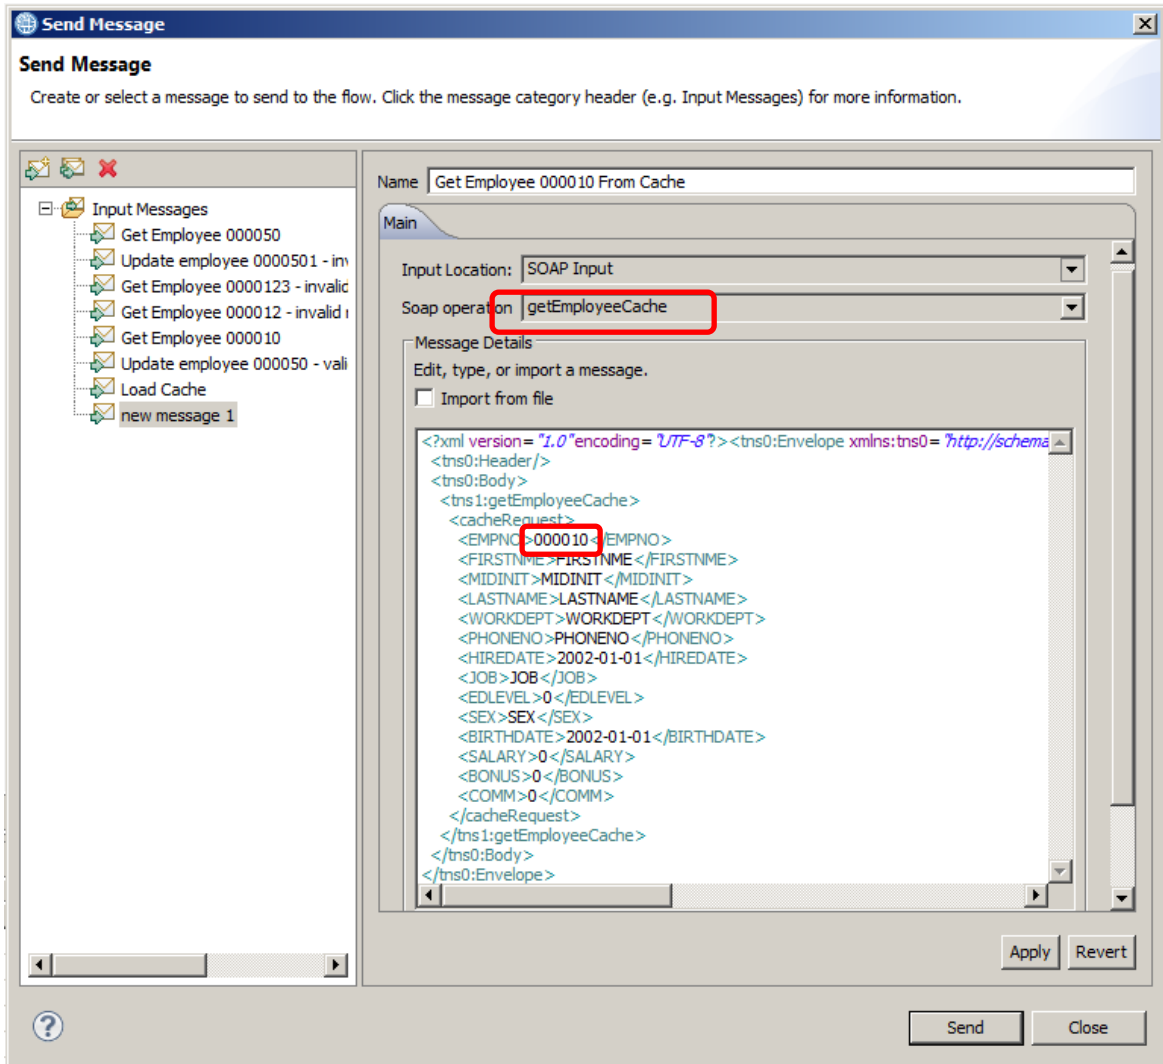 Send Message
Send Message
Create or select a message to send to the flow. Click the message category header (e.g. Input Messages) for more information.
Input Messages
Get Employee 000050
Update employee 0000501 - inv
Get Employee 0000123 - invalid
Get Employee 000012 - invalid r
Get Employee 000010
Update employee 000050 - vali
Load Cache
new message 1
Name Get Employee 000010 From Cache
Main
Input Location: SOAP Input
Soap operation getEmployeeCache
Message Details
Edit, type, or import a message.
Import from file
<?xml version="1.0" encoding="UTF-8"?><tns0:Envelope xmlns:tns0="http://schema
<tns0:Header/>
<tns0:Body>
<tns1:getEmployeeCache>
<cacheRequest>
<EMPNO>000010</EMPNO>
<FIRSTNME>FIRSTNME</FIRSTNME>
<MIDINIT>MIDINIT</MIDINIT>
<LASTNAME>LASTNAME</LASTNAME>
<WORKDEPT>WORKDEPT</WORKDEPT>
<PHONENO>PHONENO</PHONENO>
<HIREDATE>2002-01-01</HIREDATE>
<JOB>JOB</JOB>
<EDLEVEL>0</EDLEVEL>
<SEX>SEX</SEX>
<BIRTHDATE>2002-01-01</BIRTHDATE>
<SALARY>0</SALARY>
<BONUS>0</BONUS>
<COMM>0</COMM>
</cacheRequest>
</tns1:getEmployeeCache>
</tns0:Body>
</tns0:Envelope>
Apply Revert
Send Close